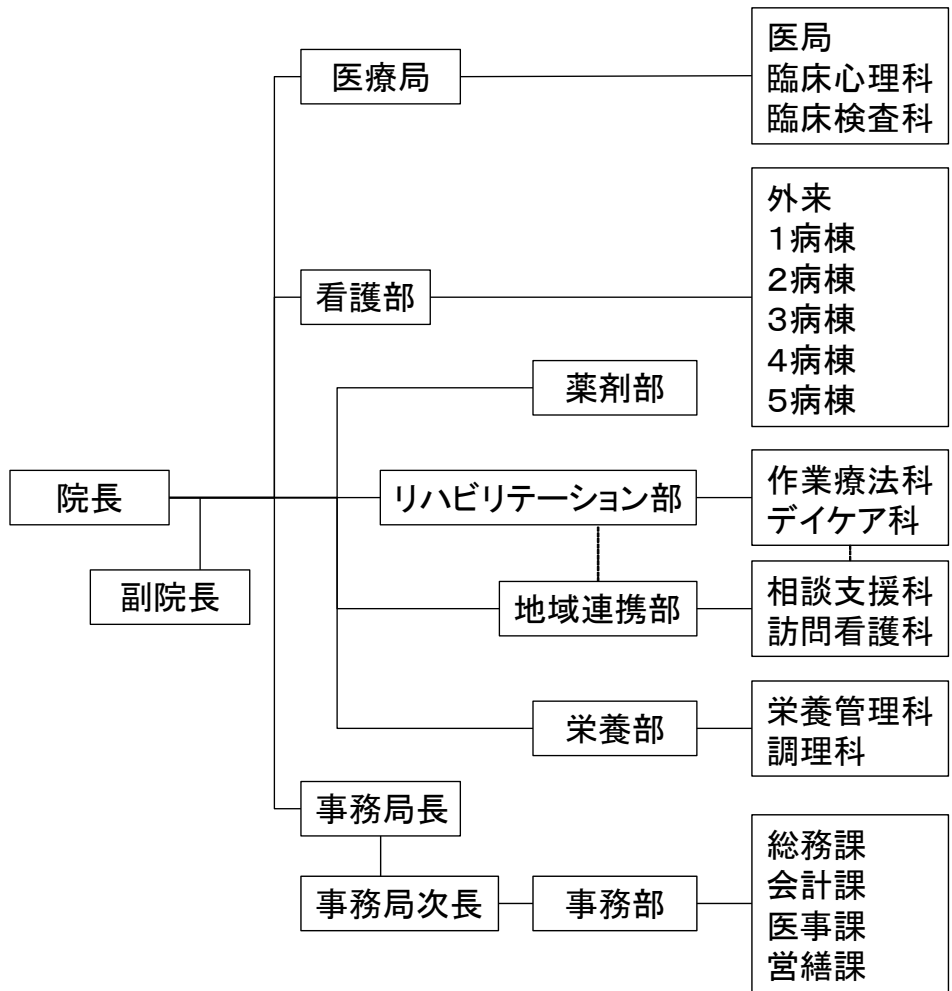 医療局
医局
臨床心理科
臨床検査科
看護部
外来
1病棟
2病棟
3病棟
4病棟
5病棟
薬剤部
院長
副院長
リハビリテーション部
作業療法科
デイケア科
地域連携部
相談支援科
訪問看護科
栄養部
栄養管理科
調理科
事務局長
事務局次長
事務部
総務課
会計課
医事課
営繕課